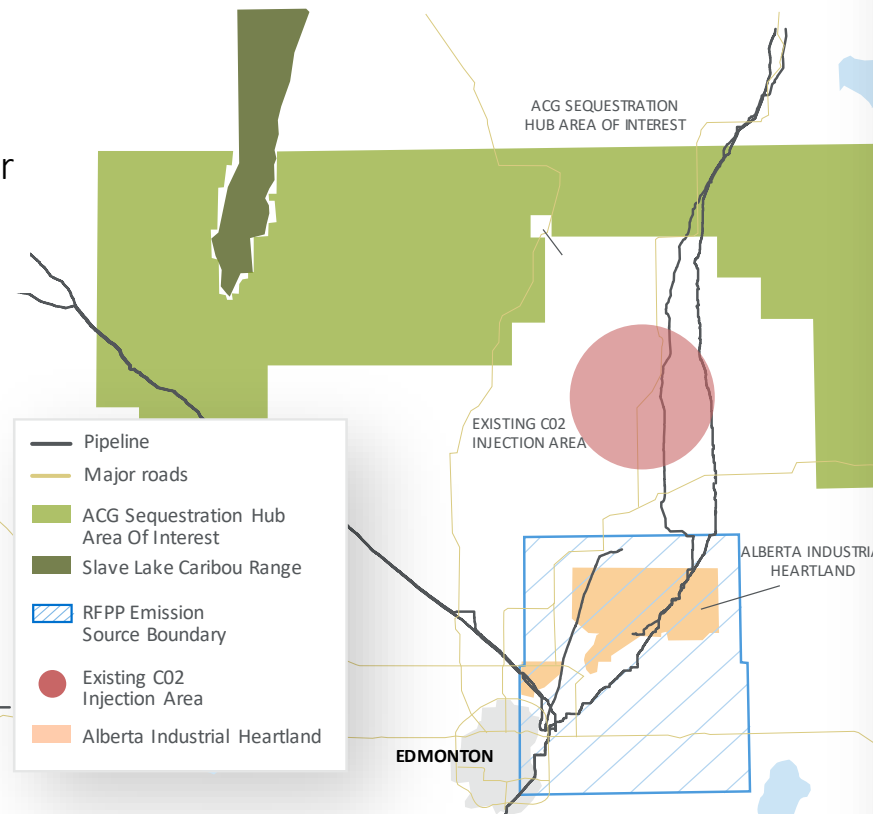 r
ACG SEQUESTRATION
HUB AREA OF INTEREST
EXISTING C02
INJECTION AREA
Pipeline
Major roads
ACG Sequestration Hub
Area Of Interest
Slave Lake Caribou Range
RFPP Emission
Source Boundary
Existing C02
Injection Area
Alberta Industrial Heartland
ALBERTA INDUSTRIA
HEARTLAND
EDMONTON